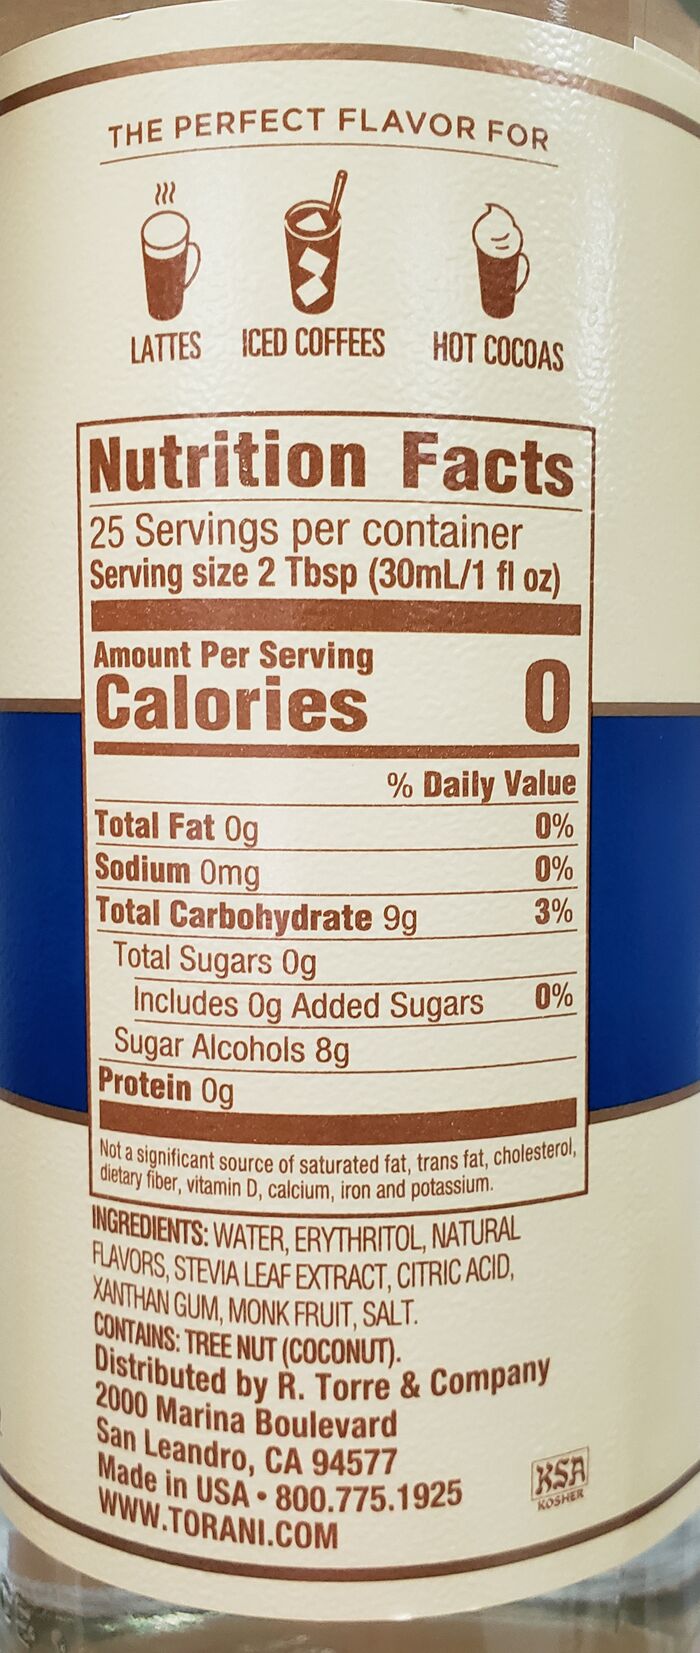 THE PERFECT FLAVOR FOR
LATTES
ICED COFFEES
HOT COCOAS
Nutrition Facts
25 Servings per container
Serving size 2 Tbsp (30mL/1 fl oz)
Amount Per Serving
Calories 0
% Daily Value
Total Fat 0g 0%
Sodium 0mg 0%
Total Carbohydrate 9g 3%
Total Sugars 0g
Includes 0g Added Sugars 0%
Sugar Alcohols 8g
Protein 0g
Not a significant source of saturated fat, trans fat, cholesterol,
dietary fiber, vitamin D, calcium, iron and potassium.
INGREDIENTS: WATER, ERYTHRITOL, NATURAL
FLAVORS, STEVIA LEAF EXTRACT, CITRIC ACID,
XANTHAN GUM, MONK FRUIT, SALT.
CONTAINS: TREE NUT (COCONUT).
Distributed by R. Torre & Company
2000 Marina Boulevard
San Leandro, CA 94577
Made in USA • 800.775.1925
WWW.TORANI.COM
KSA
KOSHER